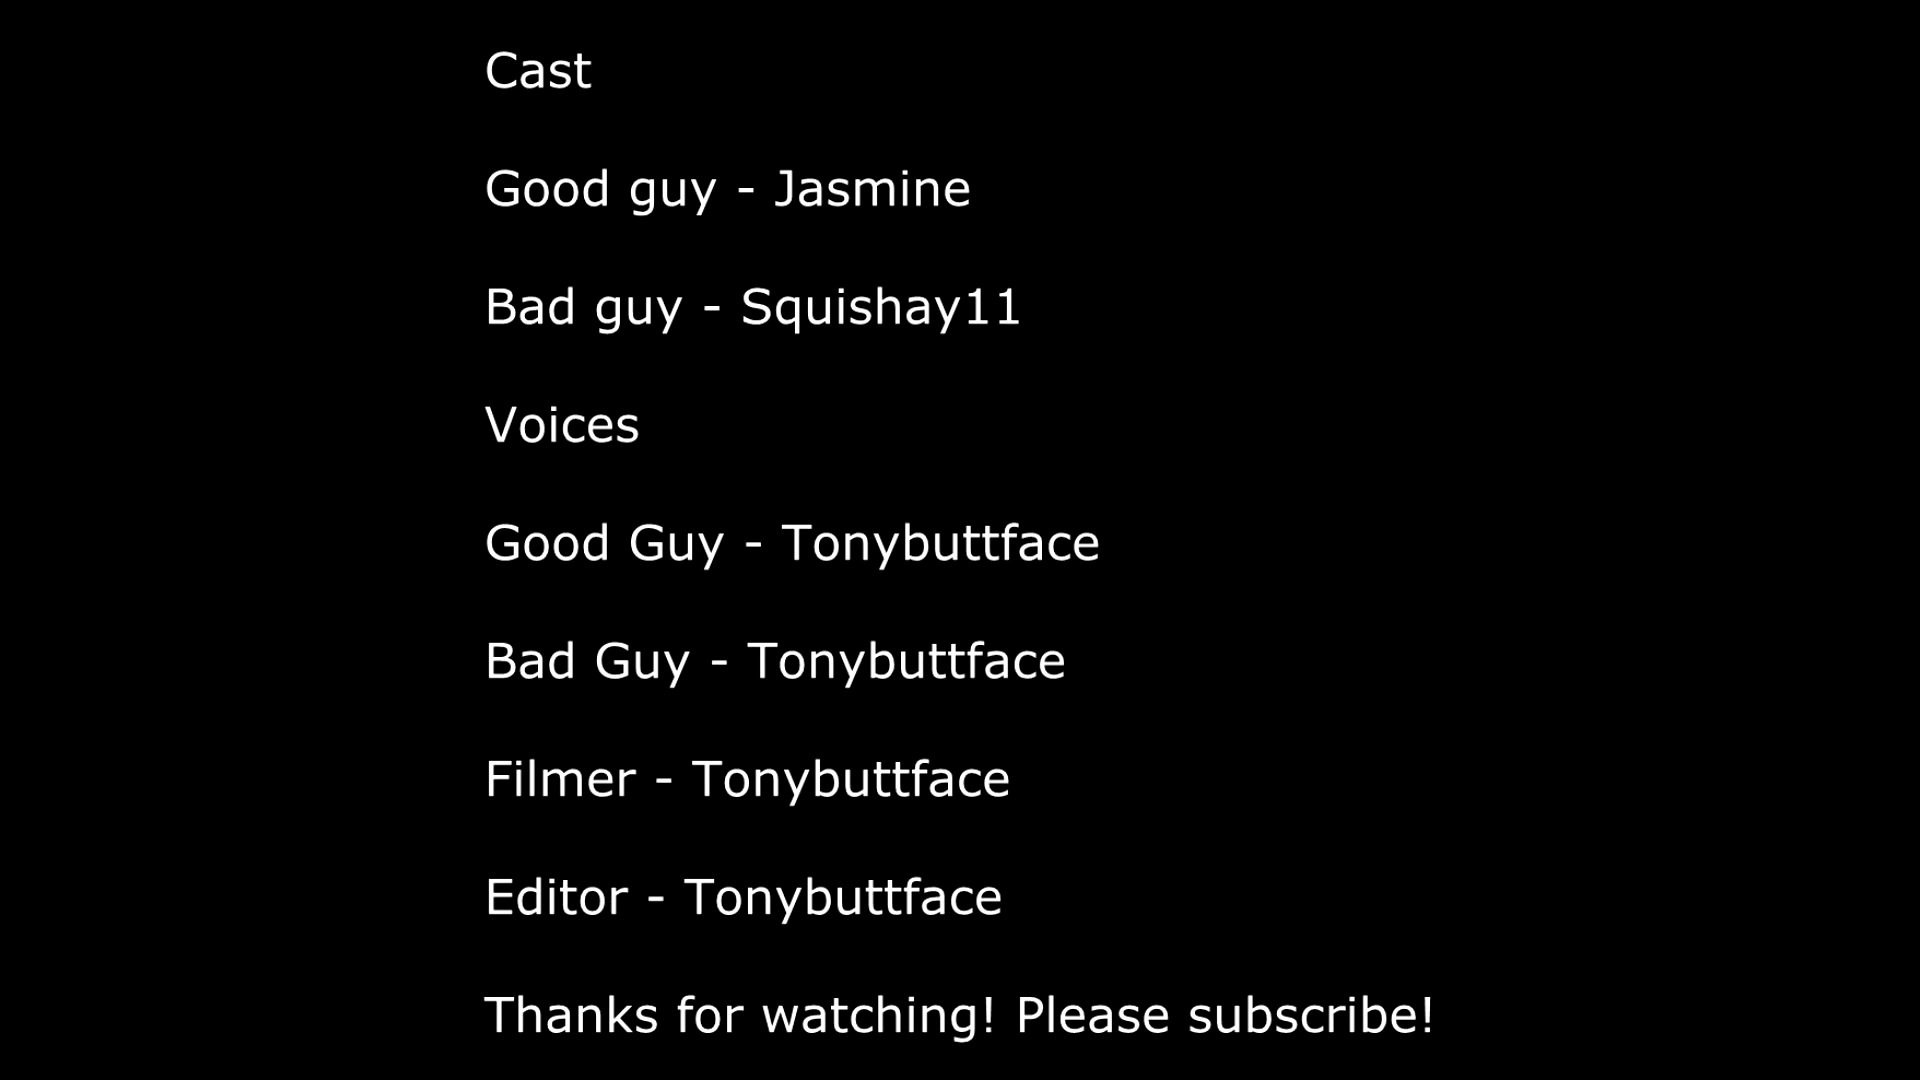 Cast
Good guy - Jasmine
Bad guy - Squishay11
Voices
Good Guy - Tonybuttface
Bad Guy - Tonybuttface
Filmer - Tonybuttface
Editor - Tonybuttface
Thanks for watching! Please subscribe!